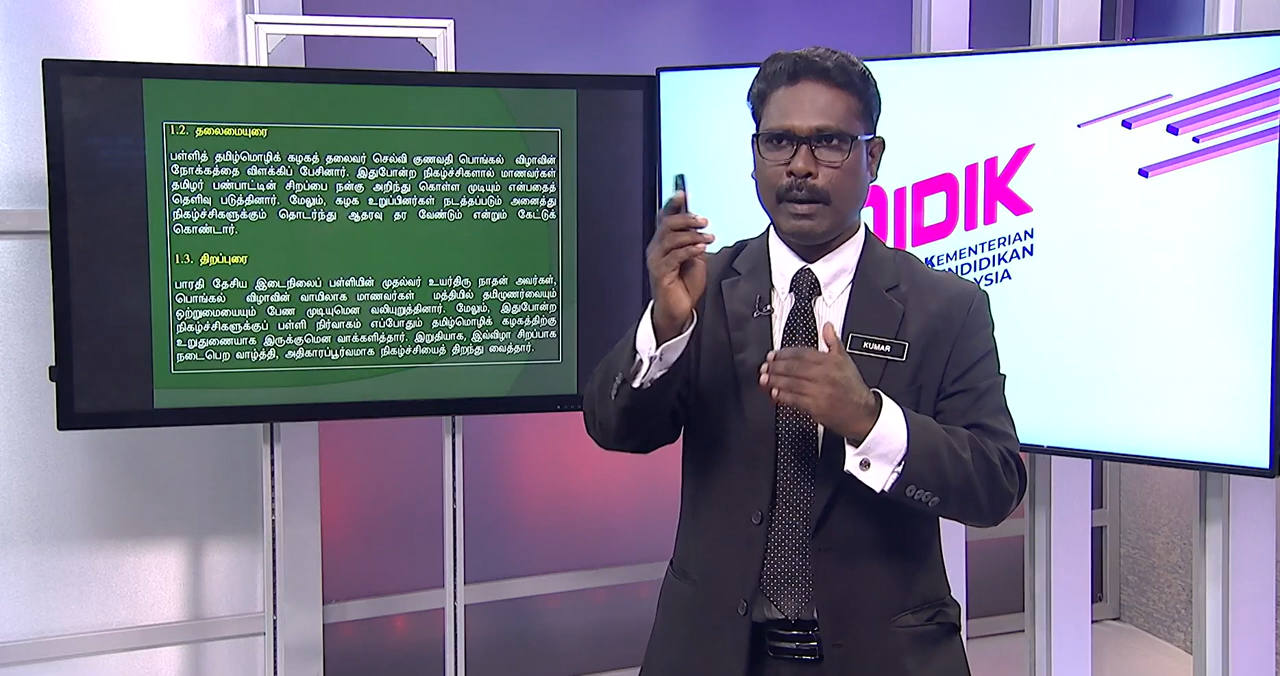 1.2. தலைமையுரை
பள்ளித் தமிழ்மொழிக் கழகத் தலைவர் செல்வி குணவதி பொங்கல் விழாவின்
நோக்கத்தை விளக்கிப் பேசினார். இதுபோன்ற நிகழ்ச்சிகளால் மாணவர்கள்
தமிழர் பண்பாட்டின் சிறப்பை நன்கு அறிந்து கொள்ள முடியும் என்பதைத்
தெளிவு படுத்தினார். மேலும், கழக உறுப்பினர்கள் நடத்தப்படும் அனைத்து
நிகழ்ச்சிகளுக்கும் தொடர்ந்து ஆதரவு தர வேண்டும் என்றும் கேட்டுக்
கொண்டார்.
1.3. திறப்புரை
பாரதி தேசிய இடைநிலைப் பள்ளியின் முதல்வர் உயர்திரு நாதன் அவர்கள்,
பொங்கல் விழாவின் வாயிலாக மாணவர்கள் மத்தியில் தமிழுணர்வையும்
ஒற்றுமையையும் பேண முடியுமென வலியுறுத்தினார். மேலும், இதுபோன்ற
நிகழ்ச்சிகளுக்குப் பள்ளி நிர்வாகம் எப்போதும் தமிழ்மொழிக் கழகத்திற்கு
உறுதுணையாக இருக்குமென வாக்களித்தார். இறுதியாக, இவ்விழா சிறப்பாக
நடைபெற வாழ்த்தி, அதிகாரப்பூர்வமாக நிகழ்ச்சியைத் திறந்து வைத்தார்.
DIDIK
KEMENTERIAN
ENDIDIKAN
YSIA
KUMAR